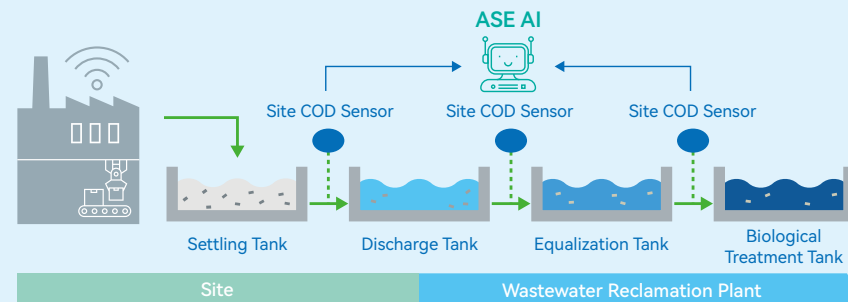 ASE AI
Site COD Sensor
Site COD Sensor
Site COD Sensor
Settling Tank
Discharge Tank
Equalization Tank
Biological
Treatment Tank
Site
Wastewater Reclamation Plant